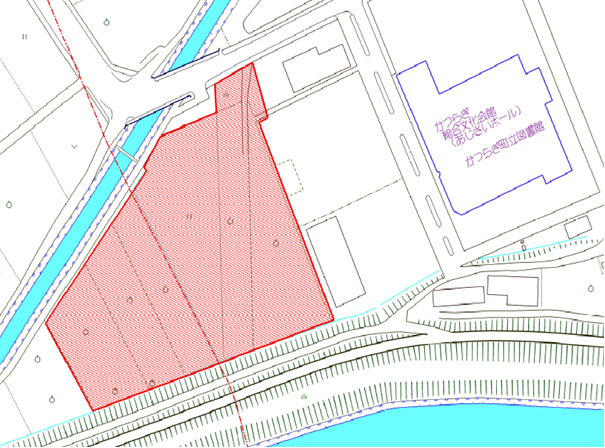 かつらぎ
総合文化会館
(あじさいホール)
かつらぎ町立図書館